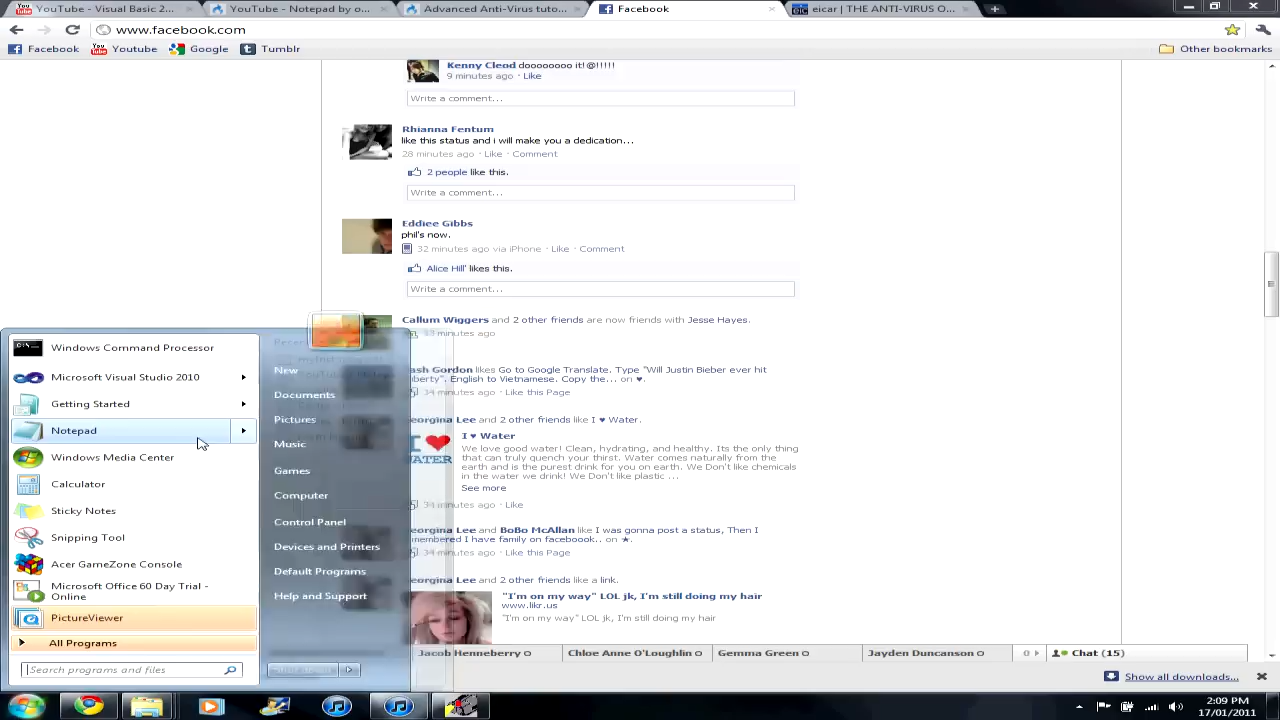 YouTube - Visual Basic 2...
YouTube - Notepad by o...
Advanced Anti-Virus tuto...
Facebook
eicar | THE ANTI-VIRUS O...
www.facebook.com
Facebook
Youtube
Google
Tumblr
Other bookmarks
Kenny Cleod doooooooo it!@!!!!!
9 minutes ago · Like
Write a comment...
Rhianna Fentum
like this status and i will make you a dedication...
28 minutes ago · Like · Comment
2 people like this.
Write a comment...
Eddiee Gibbs
phil's now.
32 minutes ago via iPhone · Like · Comment
Alice Hill' likes this.
Write a comment...
Callum Wiggers and 2 other friends are now friends with Jesse Hayes.
minutes ago
Gordon likes Go to Google Translate. Type "Will Justin Bieber ever hit
liberty". English to Vietnamese. Copy the... on ♥.
34 minutes ago · Like this Page
Georgina Lee and 2 other friends like I ♥ Water.
I ♥ WATER
I ♥ Water
We love good water! Clean, hydrating, and healthy. Its the only thing
that can truly quench your thirst. Water comes naturally from the
earth and is the purest drink for you on earth. We Don't like chemicals
in the water we drink! We Don't like plastic ...
See more
34 minutes ago · Like
Georgina Lee and BoBo McAllan like I was gonna post a status, Then I
remembered I have family on faceboook.. on ★.
34 minutes ago · Like this Page
Georgina Lee and 2 other friends like a link.
"I'm on my way" LOL jk, I'm still doing my hair
www.likr.us
"I'm on my way" LOL jk, I'm still doing my hair
Jacob Henneberry
Chloe Anne O'Loughlin
Gemma Green
Jayden Duncanson
0
Chat (15)
Show all downloads...
Windows Command Processor
Microsoft Visual Studio 2010
Getting Started
Notepad
Windows Media Center
Calculator
Sticky Notes
Snipping Tool
Acer GameZone Console
Microsoft Office 60 Day Trial -
Online
PictureViewer
All Programs
Search programs and files
New
Documents
Pictures
Music
Games
Computer
Control Panel
Devices and Printers
Default Programs
Help and Support
2:09 PM
17/01/2011